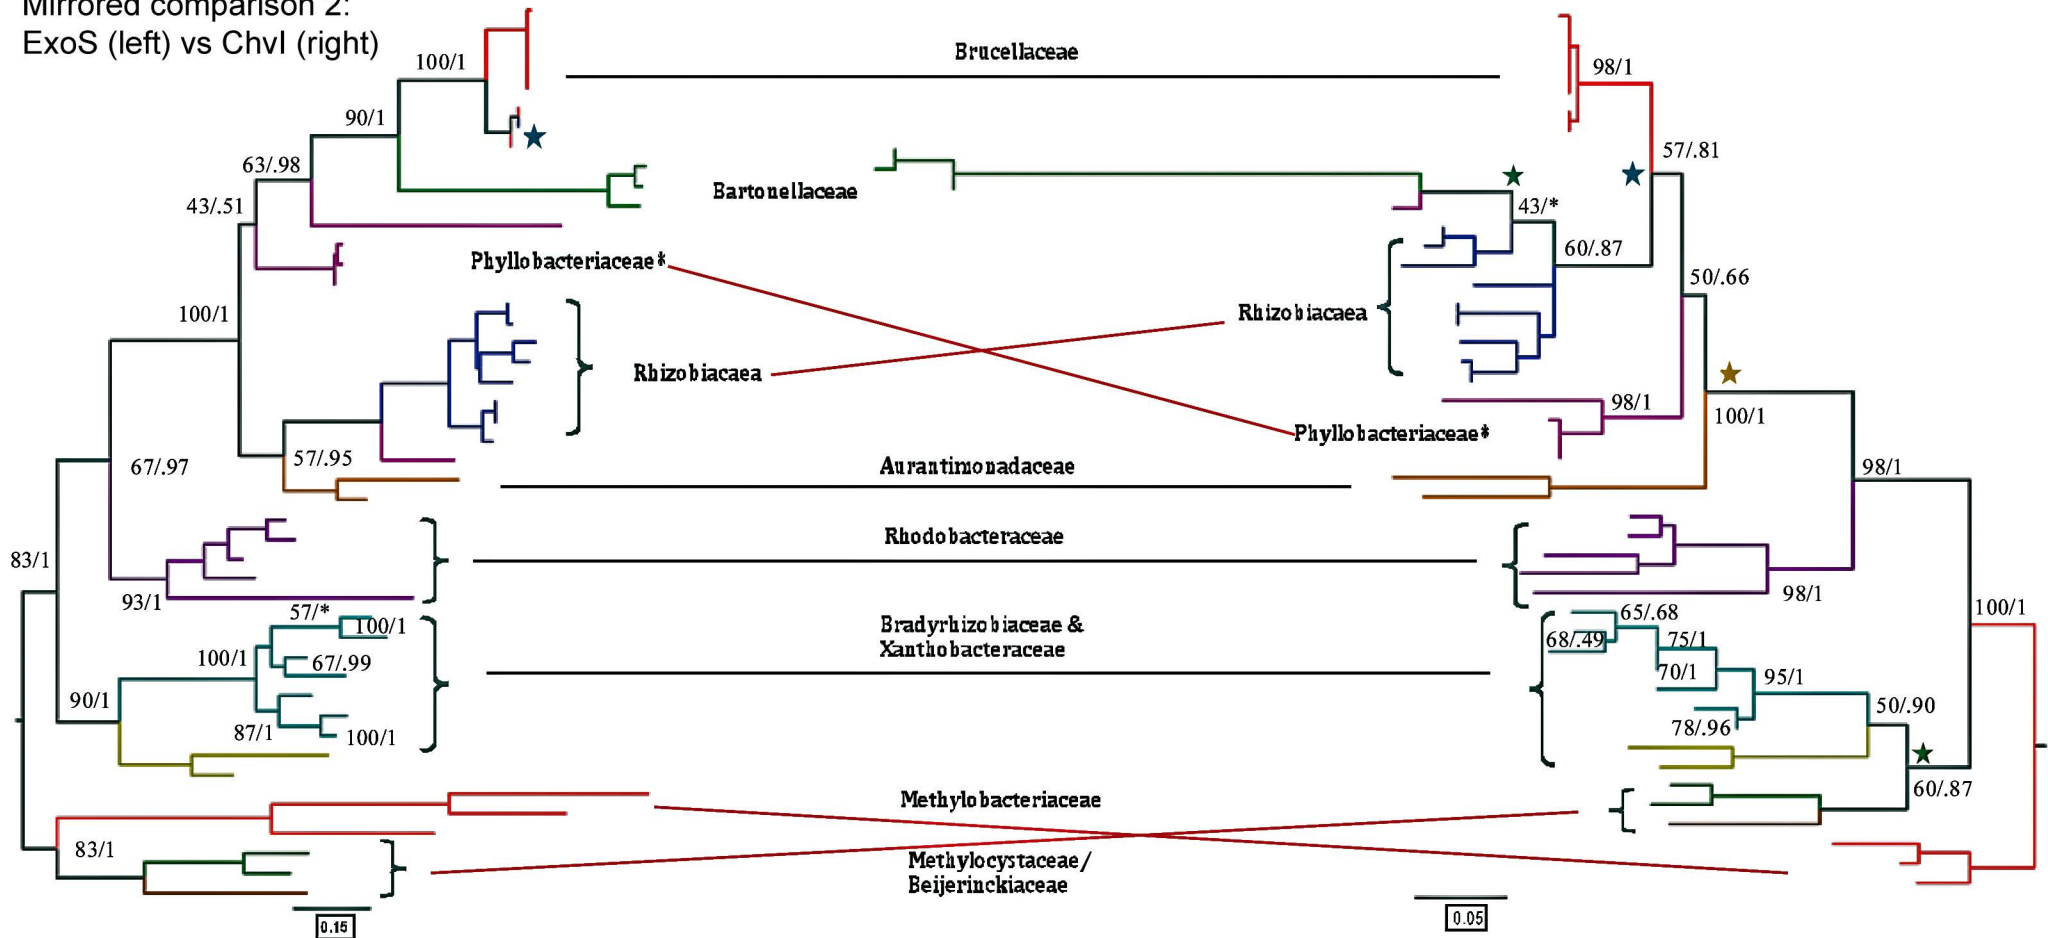 Mirrored comparison 2:
ExoS (left) vs ChvI (right)
100/1
Brucellaceae
98/1
90/1
57/.81
63/.98
Bartonellaceae
43/.51
43/*
60/.87
Phyllobacteriaceae*
50/.66
100/1
Rhizobiacaea
Rhizobiacaea
98/1
100/1
Phyllobacteriaceae*
57/.95
67/.97
Aurantimonadaceae
98/1
Rhodobacteraceae
83/1
93/1
98/1
57/*
100/1
Bradyrhizobiaceae &
Xanthobacteraceae
65/.68
100/1
68/.49
75/1
100/1
67/.99
70/1
95/1
90/1
50/.90
87/1
100/1
78/.96
60/.87
Methylobacteriaceae
83/1
Methylocystaceae/
Beijerinckiaceae
0.15
0.05